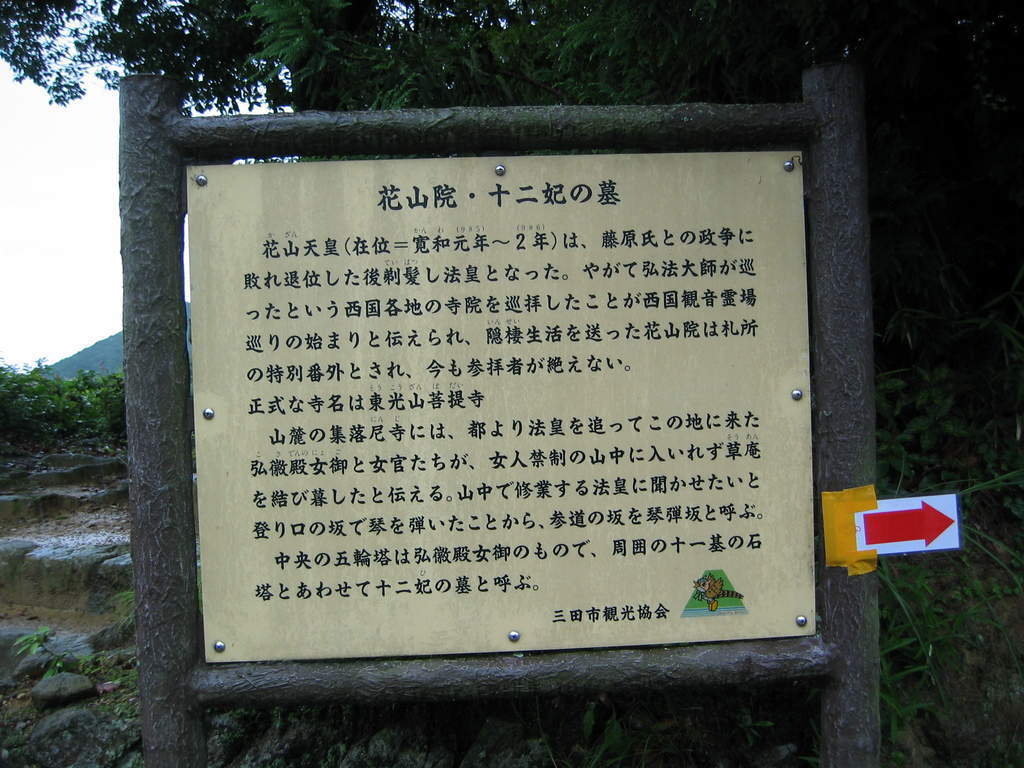 花山院・十二妃の墓
花山天皇(在位＝寛和元年～2年)は、藤原氏との政争に
敗れ退位した後剃髪し法皇となった。やがて弘法大師が巡
ったという西国各地の寺院を巡拝したことが西国観音霊場
巡りの始まりと伝えられ、隠棲生活を送った花山院は札所
の特別番外とされ、今も参拝者が絶えない。
正式な寺名は東光山菩提寺
山麓の集落尼寺には、都より法皇を追ってこの地に来た
弘徽殿女御と女官たちが、女人禁制の山中に入いれず草庵
を結び暮したと伝える。山中で修業する法皇に聞かせたいと
登り口の坂で琴を弾いたことから、参道の坂を琴弾坂と呼ぶ。
中央の五輪塔は弘徽殿女御のもので、周囲の十一基の石
塔とあわせて十二妃の墓と呼ぶ。
三田市観光協会